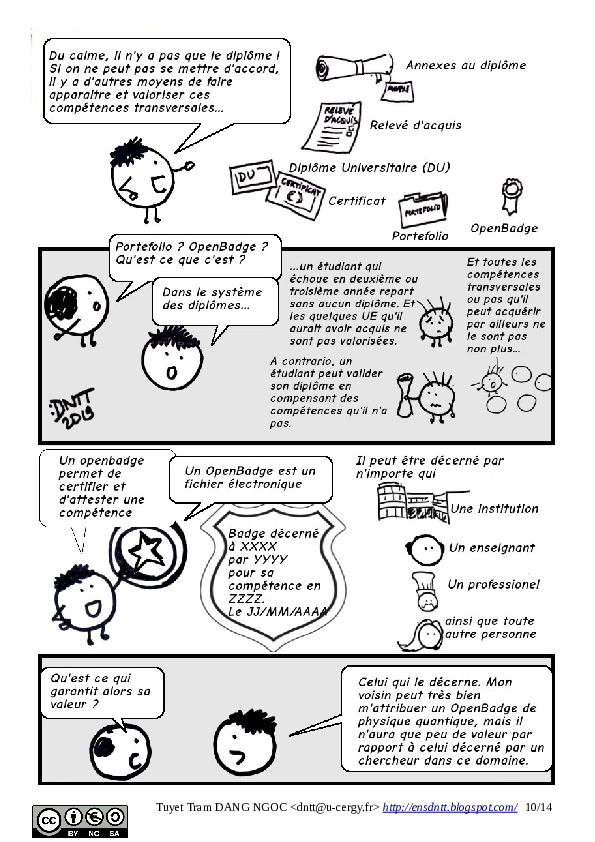 Du calme, il n'y a pas que le diplôme !
Si on ne peut pas se mettre d'accord,
il y a d'autres moyens de faire
apparaître et valoriser ces
compétences transversales...
Annexes au diplôme
RELEVÉ
D'ACQUIS
Relevé d'acquis
Diplôme Universitaire (DU)
DU
CERTIFICAT
Certificat
PORTEFOLIO
Portefolio
OpenBadge
Portefolio ? OpenBadge ?
Qu'est ce que c'est ?
Dans le système
des diplômes...
...un étudiant qui
échoue en deuxième ou
troisième année repart
sans aucun diplôme. Et
les quelques UE qu'il
aurait avoir acquis ne
sont pas valorisées.
A contrario, un
étudiant peut valider
son diplôme en
compensant des
compétences qu'il n'a
pas.
Et toutes les
compétences
transversales
ou pas qu'il
peut acquérir
par ailleurs ne
le sont pas
non plus...
DNTT
2019
Un openbadge
permet de
certifier et
d'attester une
compétence
Un OpenBadge est un
fichier électronique
Badge décerné
à XXXX
par YYYY
pour sa
compétence en
ZZZZ.
Le JJ/MM/AAAA
Il peut être décerné par
n'importe qui
Une institution
Un enseignant
Un professionel
ainsi que toute
autre personne
Qu'est ce qui
garantit alors sa
valeur ?
Celui qui le décerne. Mon
voisin peut très bien
m'attribuer un OpenBadge de
physique quantique, mais il
n'aura que peu de valeur par
rapport à celui décerné par un
chercheur dans ce domaine.
Tuyet Tram DANG NGOC <dntt@u-cergy.fr> http://ensdntt.blogspot.com/ 10/14
cc
BY NC SA